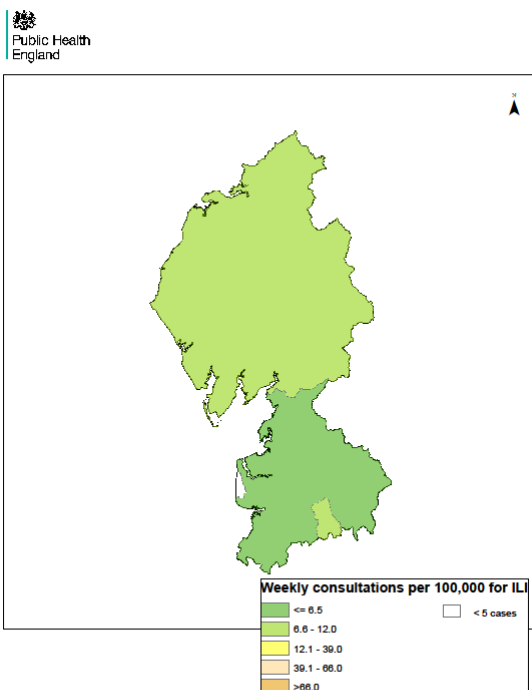 Public Health
England
N
Weekly consultations per 100,000 for ILI
<= 6.5
< 5 cases
6.6 - 12.0
12.1 - 39.0
39.1 - 66.0
>66.0